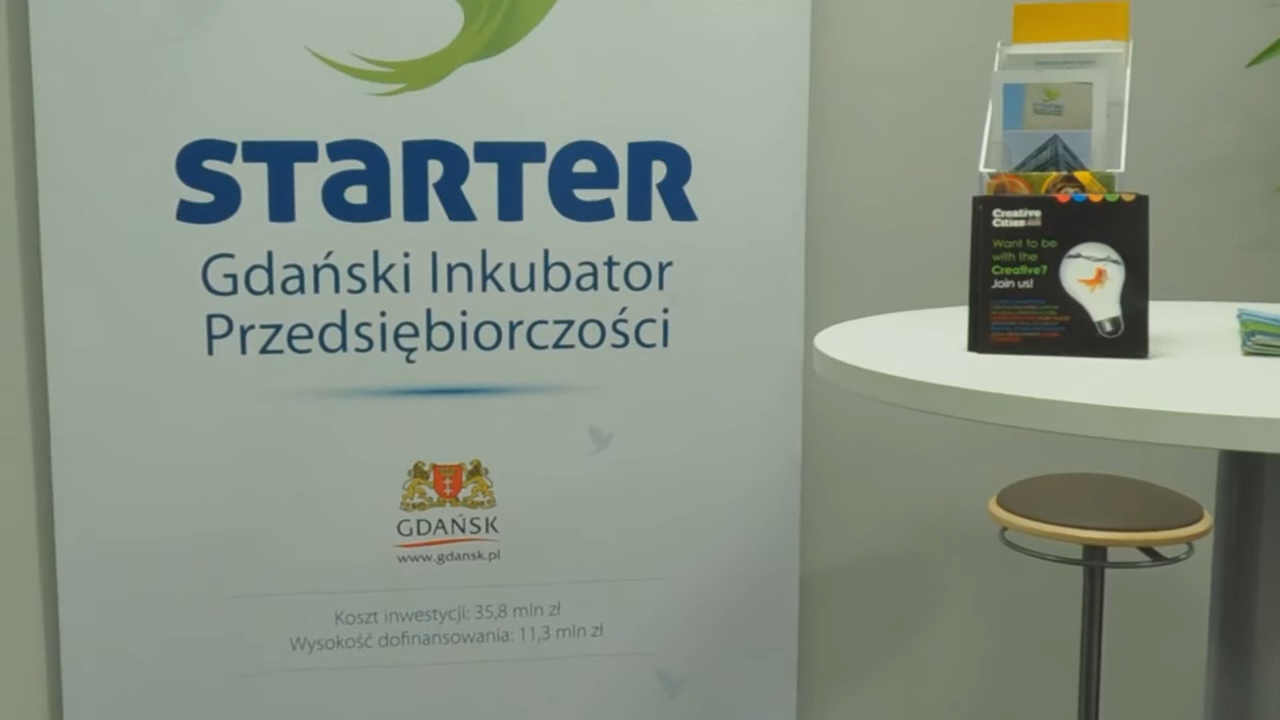 STARTER
Gdański Inkubator
Przedsiębiorczości
GDAŃSK
www.gdansk.pl
Koszt inwestycji: 35,8 mln zł
Wysokość dofinansowania: 11,3 mln zł
STARTER
Creative
Cities
Want to be
with the
Creative?
Join us!